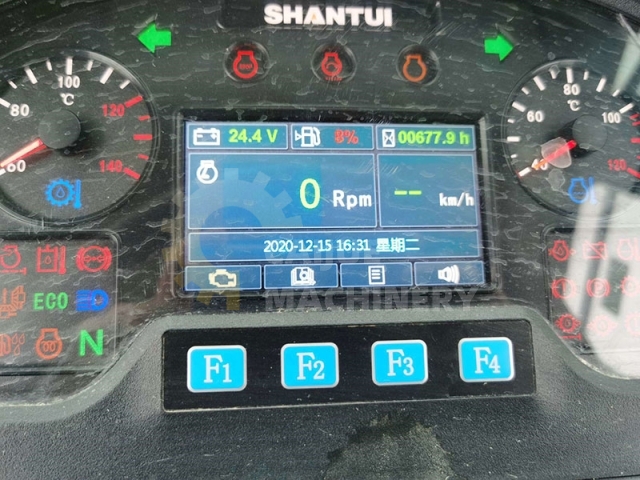 SHANTUI
100
80
℃
120
60
140
80
℃
60
100
40
120
24.4 V
8%
00677.9 h
0 Rpm
-- km/h
2020-12-15 16:31 星期二
MACHINERY
ECO
N
F1
F2
F3
F4